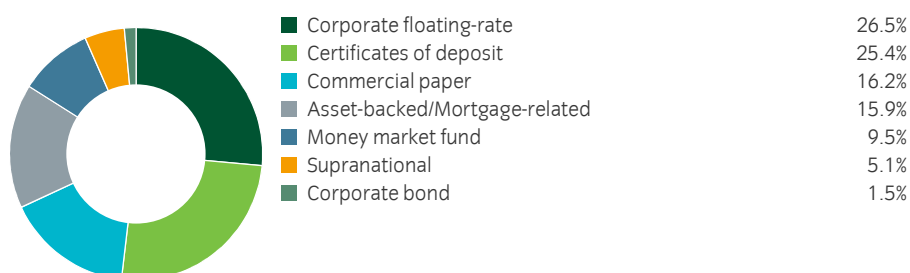 Corporate floating-rate 26.5%
Certificates of deposit 25.4%
Commercial paper 16.2%
Asset-backed/Mortgage-related 15.9%
Money market fund 9.5%
Supranational 5.1%
Corporate bond 1.5%